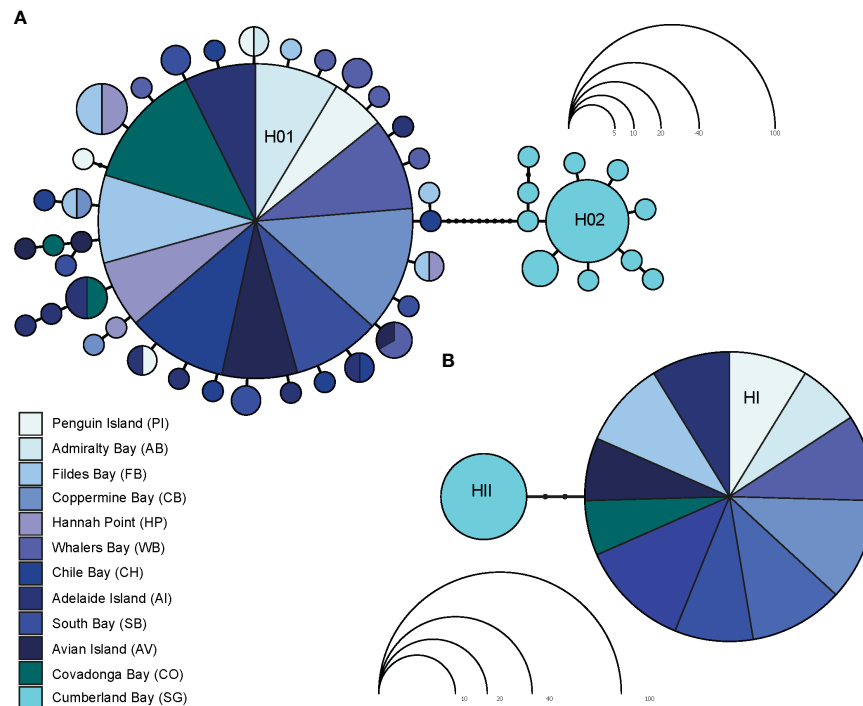 A
H01
5 10 20 40 100
H02
B
HI
HII
Penguin Island (PI)
Admiralty Bay (AB)
Fildes Bay (FB)
Coppermine Bay (CB)
Hannah Point (HP)
Whalers Bay (WB)
Chile Bay (CH)
Adelaide Island (AI)
South Bay (SB)
Avian Island (AV)
Covadonga Bay (CO)
Cumberland Bay (SG)
10 20 40 100